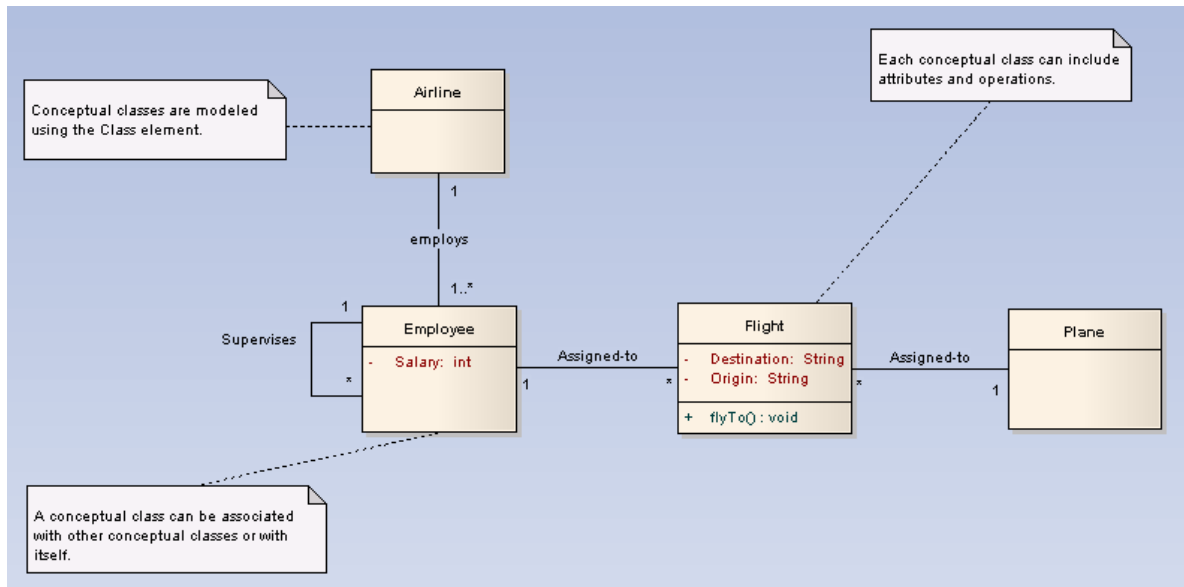 Each conceptual class can include
attributes and operations.
Airline
Conceptual classes are modeled
using the Class element.
1
employs
1..*
1
Employee
Flight
Plane
Supervises
- Salary: int
Assigned-to
- Destination: String
Assigned-to
- Origin: String
*
1
*
*
1
+ flyTo() : void
A conceptual class can be associated
with other conceptual classes or with
itself.